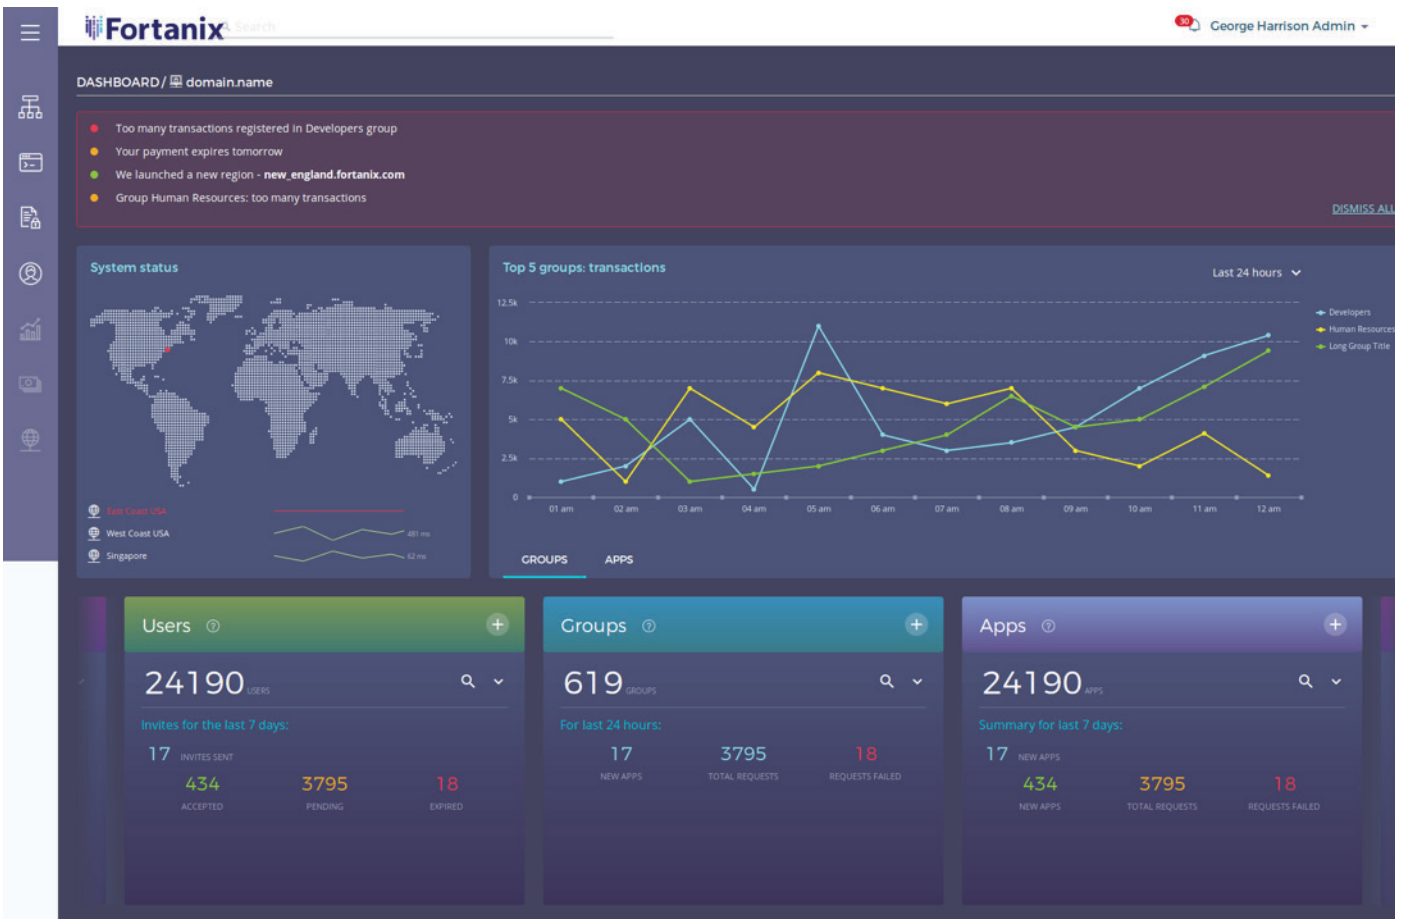 Fortanix Search
30
George Harrison Admin
DASHBOARD / domain.name
Too many transactions registered in Developers group
Your payment expires tomorrow
We launched a new region - new_england.fortanix.com
Group Human Resources: too many transactions
DISMISS ALL
System status
East Coast USA
West Coast USA 481 ms
Singapore 62 ms
Top 5 groups: transactions
Last 24 hours
12.5k
10k
7.5k
5k
2.5k
0
01 am 02 am 03 am 04 am 05 am 06 am 07 am 08 am 09 am 10 am 11 am 12 am
Developers
Human Resources
Long Group Title
GROUPS APPS
Users ? +
24190 USERS
Invites for the last 7 days:
17 INVITES SENT
434 3795 18
ACCEPTED PENDING EXPIRED
Groups ? +
619 GROUPS
For last 24 hours:
17 3795 18
NEW APPS TOTAL REQUESTS REQUESTS FAILED
Apps ? +
24190 APPS
Summary for last 7 days:
17 NEW APPS
434 3795 18
NEW APPS TOTAL REQUESTS REQUESTS FAILED